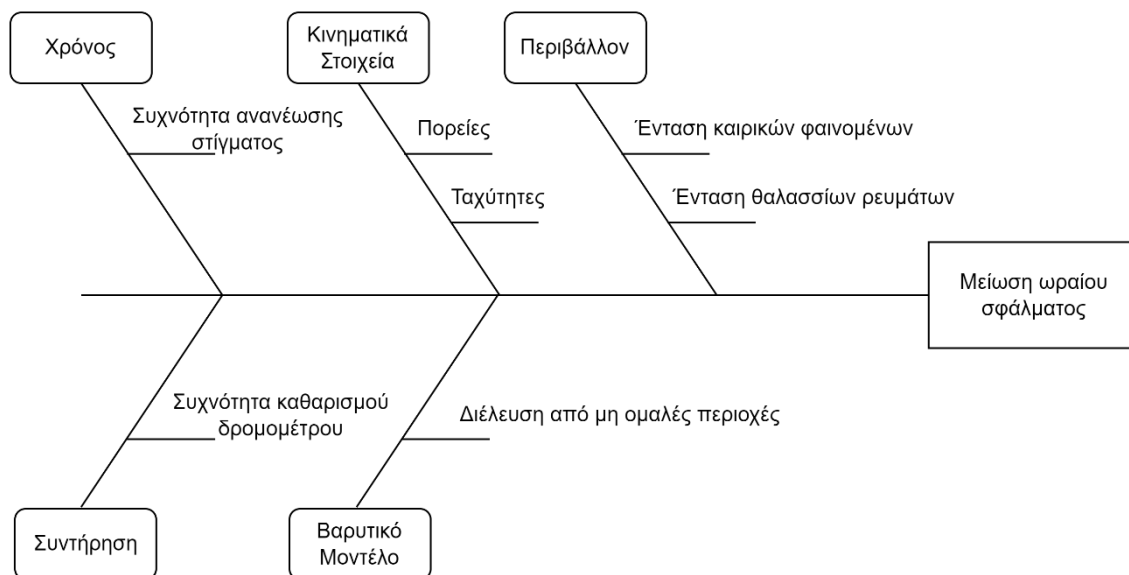 Χρόνος
Κινηματικά
Στοιχεία
Περιβάλλον
Συχνότητα ανανέωσης
στίγματος
Πορείες
Ένταση καιρικών φαινομένων
Ταχύτητες
Ένταση θαλασσίων ρευμάτων
Μείωση ωραίου
σφάλματος
Συχνότητα καθαρισμού
δρομομέτρου
Διέλευση από μη ομαλές περιοχές
Συντήρηση
Βαρυτικό
Μοντέλο